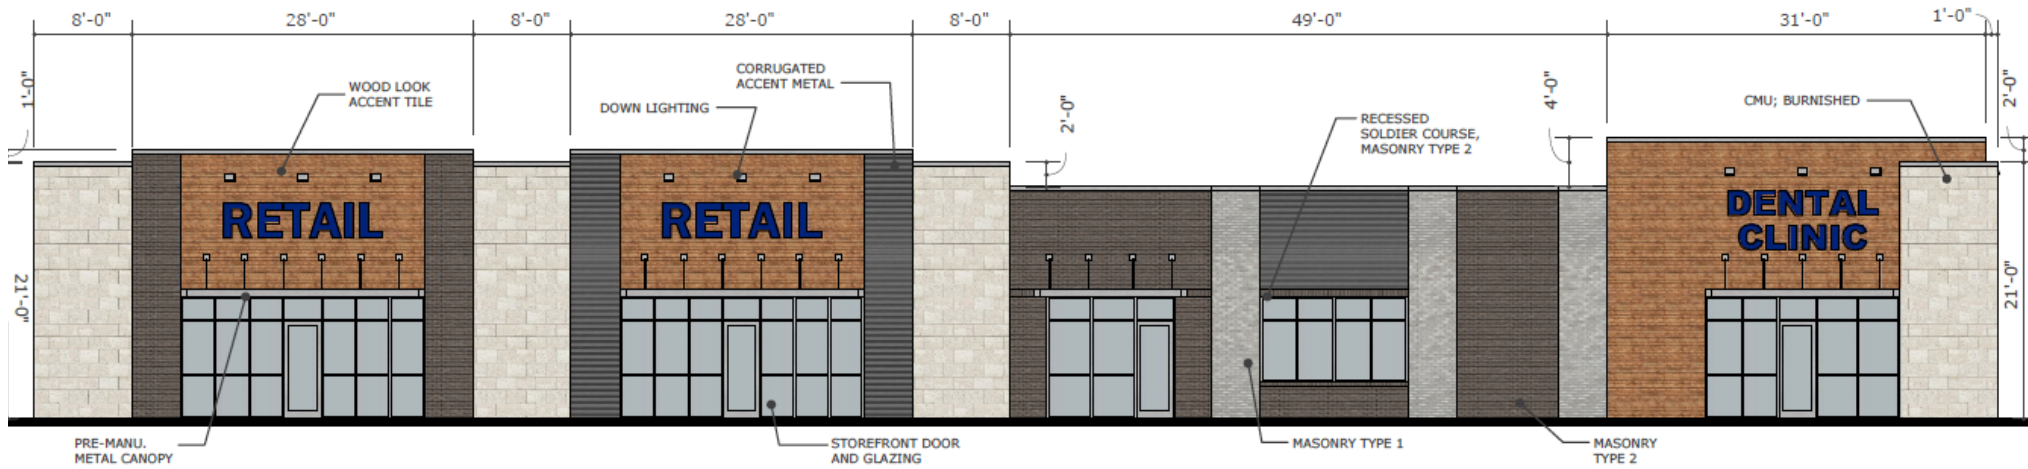 8'-0"
28'-0"
8'-0"
28'-0"
8'-0"
49'-0"
31'-0"
1'-0"
1'-0"
WOOD LOOK
ACCENT TILE
DOWN LIGHTING
CORRUGATED
ACCENT METAL
2'-0"
RECESSED
SOLDIER COURSE,
MASONRY TYPE 2
4'-0"
CMU; BURNISHED
2'-0"
RETAIL
RETAIL
DENTAL
CLINIC
21'-0"
21'-0"
PRE-MANU.
METAL CANOPY
STOREFRONT DOOR
AND GLAZING
MASONRY TYPE 1
MASONRY
TYPE 2